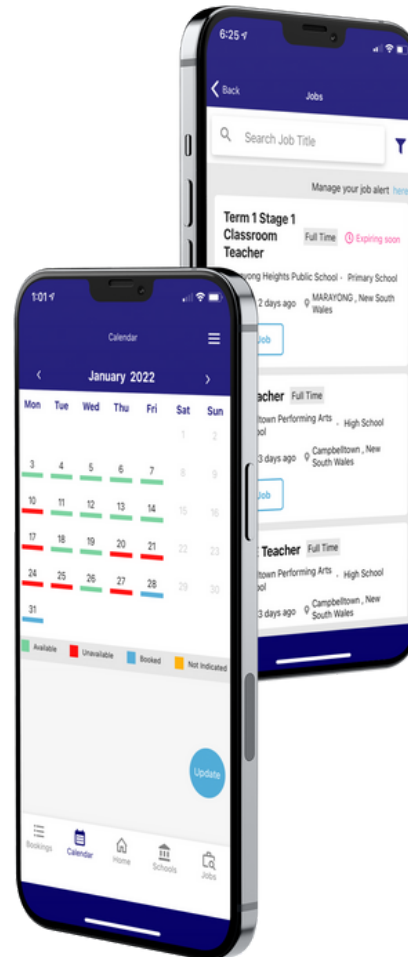 6:25
Back
Jobs
Search Job Title
Manage your job alert here
Term 1 Stage 1
Classroom
Teacher
Full Time
Expiring soon
Heights Public School - Primary School
2 days ago
MARAYONG , New South
Wales
Job
Full Time
Performing Arts
- High School
3 days ago
Campbelltown , New
South Wales
Job
Teacher
Full Time
Performing Arts
- High School
3 days ago
Campbelltown , New
South Wales
1:01
Calendar
January 2022
Mon Tue Wed Thu Fri Sat Sun
1 2
3 4 5 6 7 8 9
10 11 12 13 14 15 16
17 18 19 20 21 22 23
24 25 26 27 28 29 30
31
Available Unavailable Booked Not Indicated
Update
Bookings Calendar Home Schools Jobs